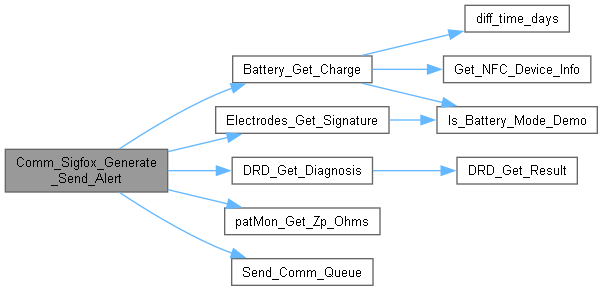 diff_time_days
Battery_Get_Charge
Get_NFC_Device_Info
Electrodes_Get_Signature
Is_Battery_Mode_Demo
Comm_Sigfox_Generate
_Send_Alert
DRD_Get_Diagnosis
DRD_Get_Result
patMon_Get_Zp_Ohms
Send_Comm_Queue